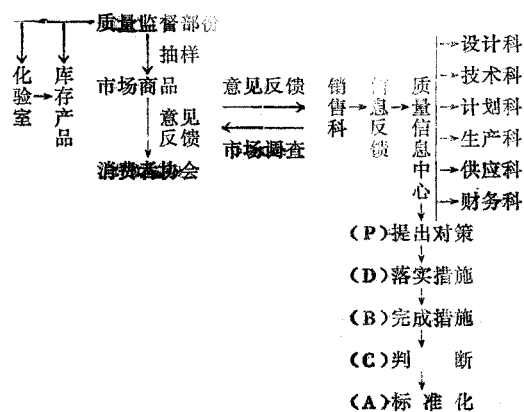 质量监督部份
抽样
化验室
库存产品
市场商品
意见反馈
消费者协会
意见反馈
市场调查
销售科
信息反馈
质量信息中心
设计科
技术科
计划科
生产科
供应科
财务科
(P)提出对策
(D)落实措施
(B)完成措施
(C)判 断
(A)标 准 化